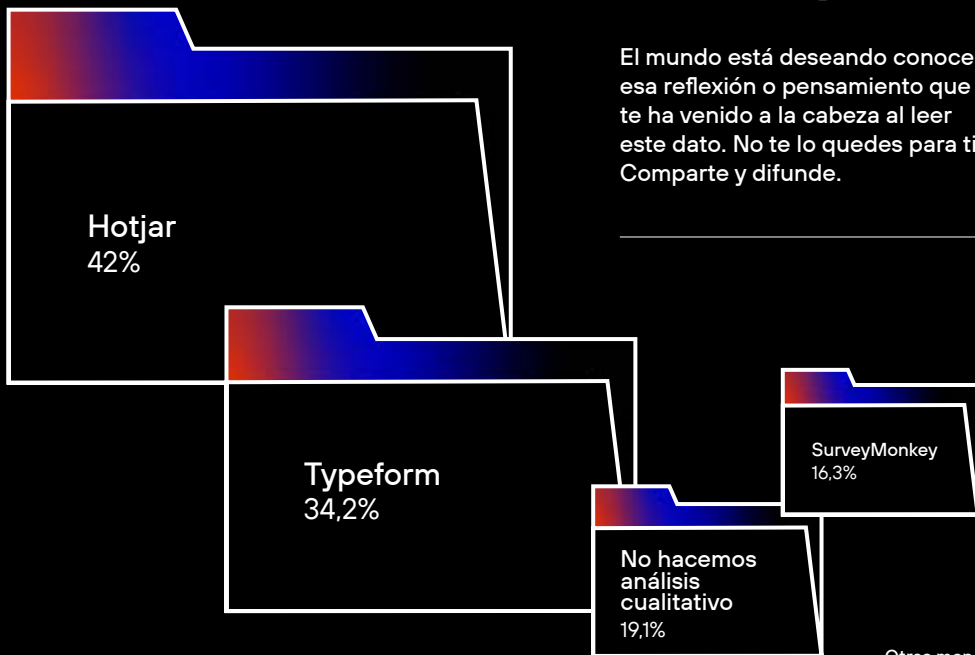 El mundo está deseando conoce
esa reflexión o pensamiento que
te ha venido a la cabeza al leer
este dato. No te lo quedes para ti
Comparte y difunde.
Hotjar
42%
Typeform
34,2%
SurveyMonkey
16,3%
No hacemos
análisis
cualitativo
19,1%